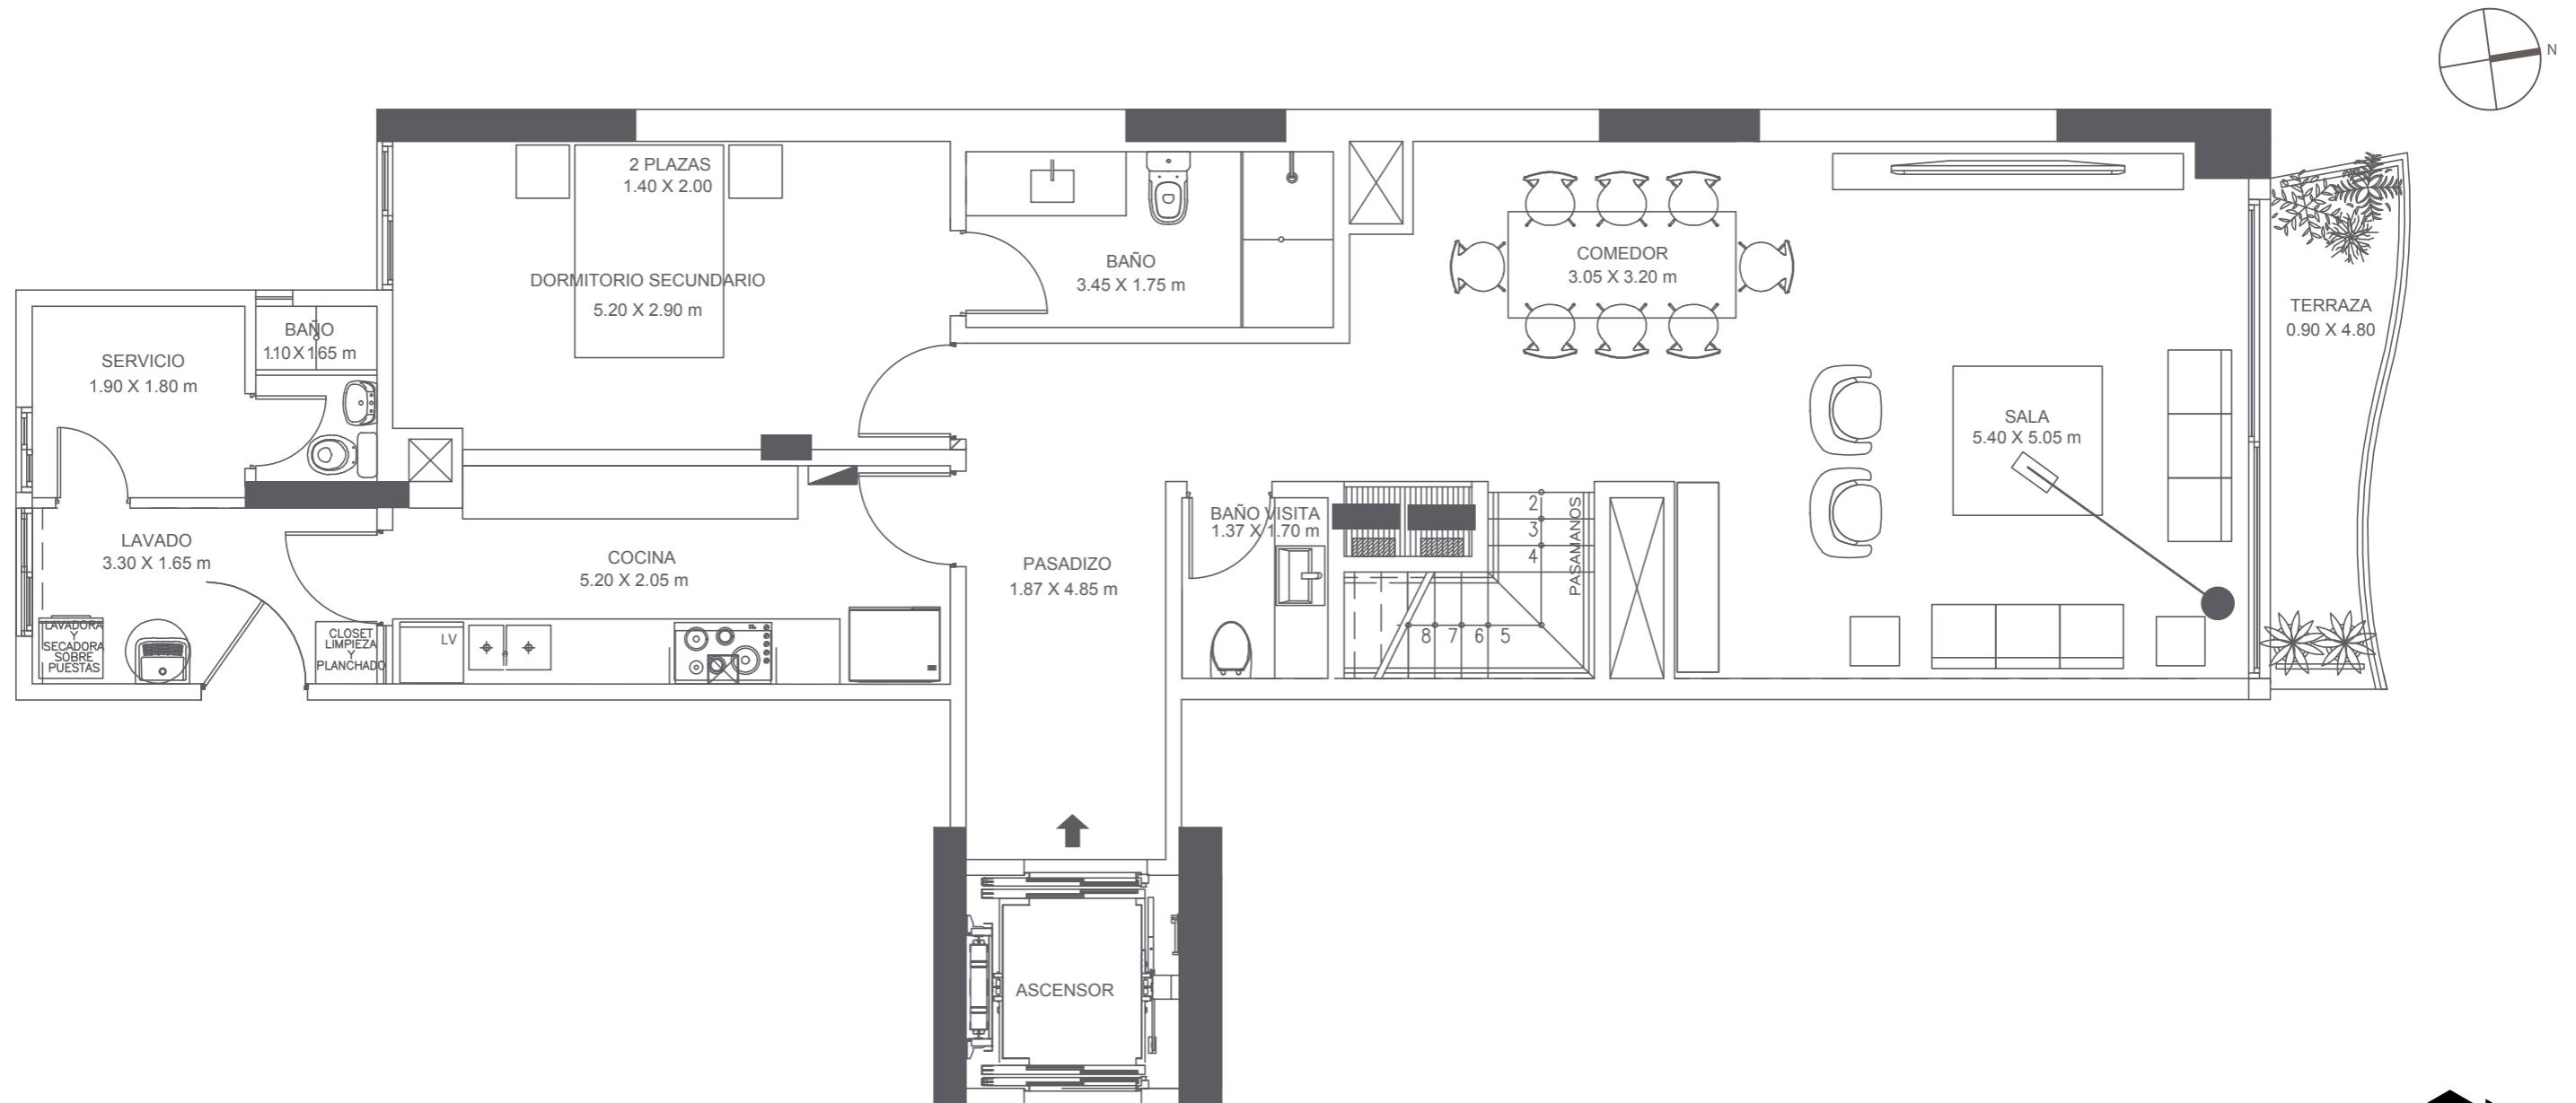 N
2 PLAZAS
1.40 X 2.00
DORMITORIO SECUNDARIO
5.20 X 2.90 m
BAÑO
3.45 X 1.75 m
COMEDOR
3.05 X 3.20 m
TERRAZA
0.90 X 4.80
BAÑO
1.10 X 1.65 m
SERVICIO
1.90 X 1.80 m
SALA
5.40 X 5.05 m
LAVADO
3.30 X 1.65 m
COCINA
5.20 X 2.05 m
PASADIZO
1.87 X 4.85 m
BAÑO VISITA
1.37 X 1.70 m
2
3
4
PASAMANOS
8 7 6 5
LAVADORA
Y
SECADORA
SOBRE
PUESTAS
CLOSET
LIMPIEZA
Y
PLANCHADO
LV
ASCENSOR